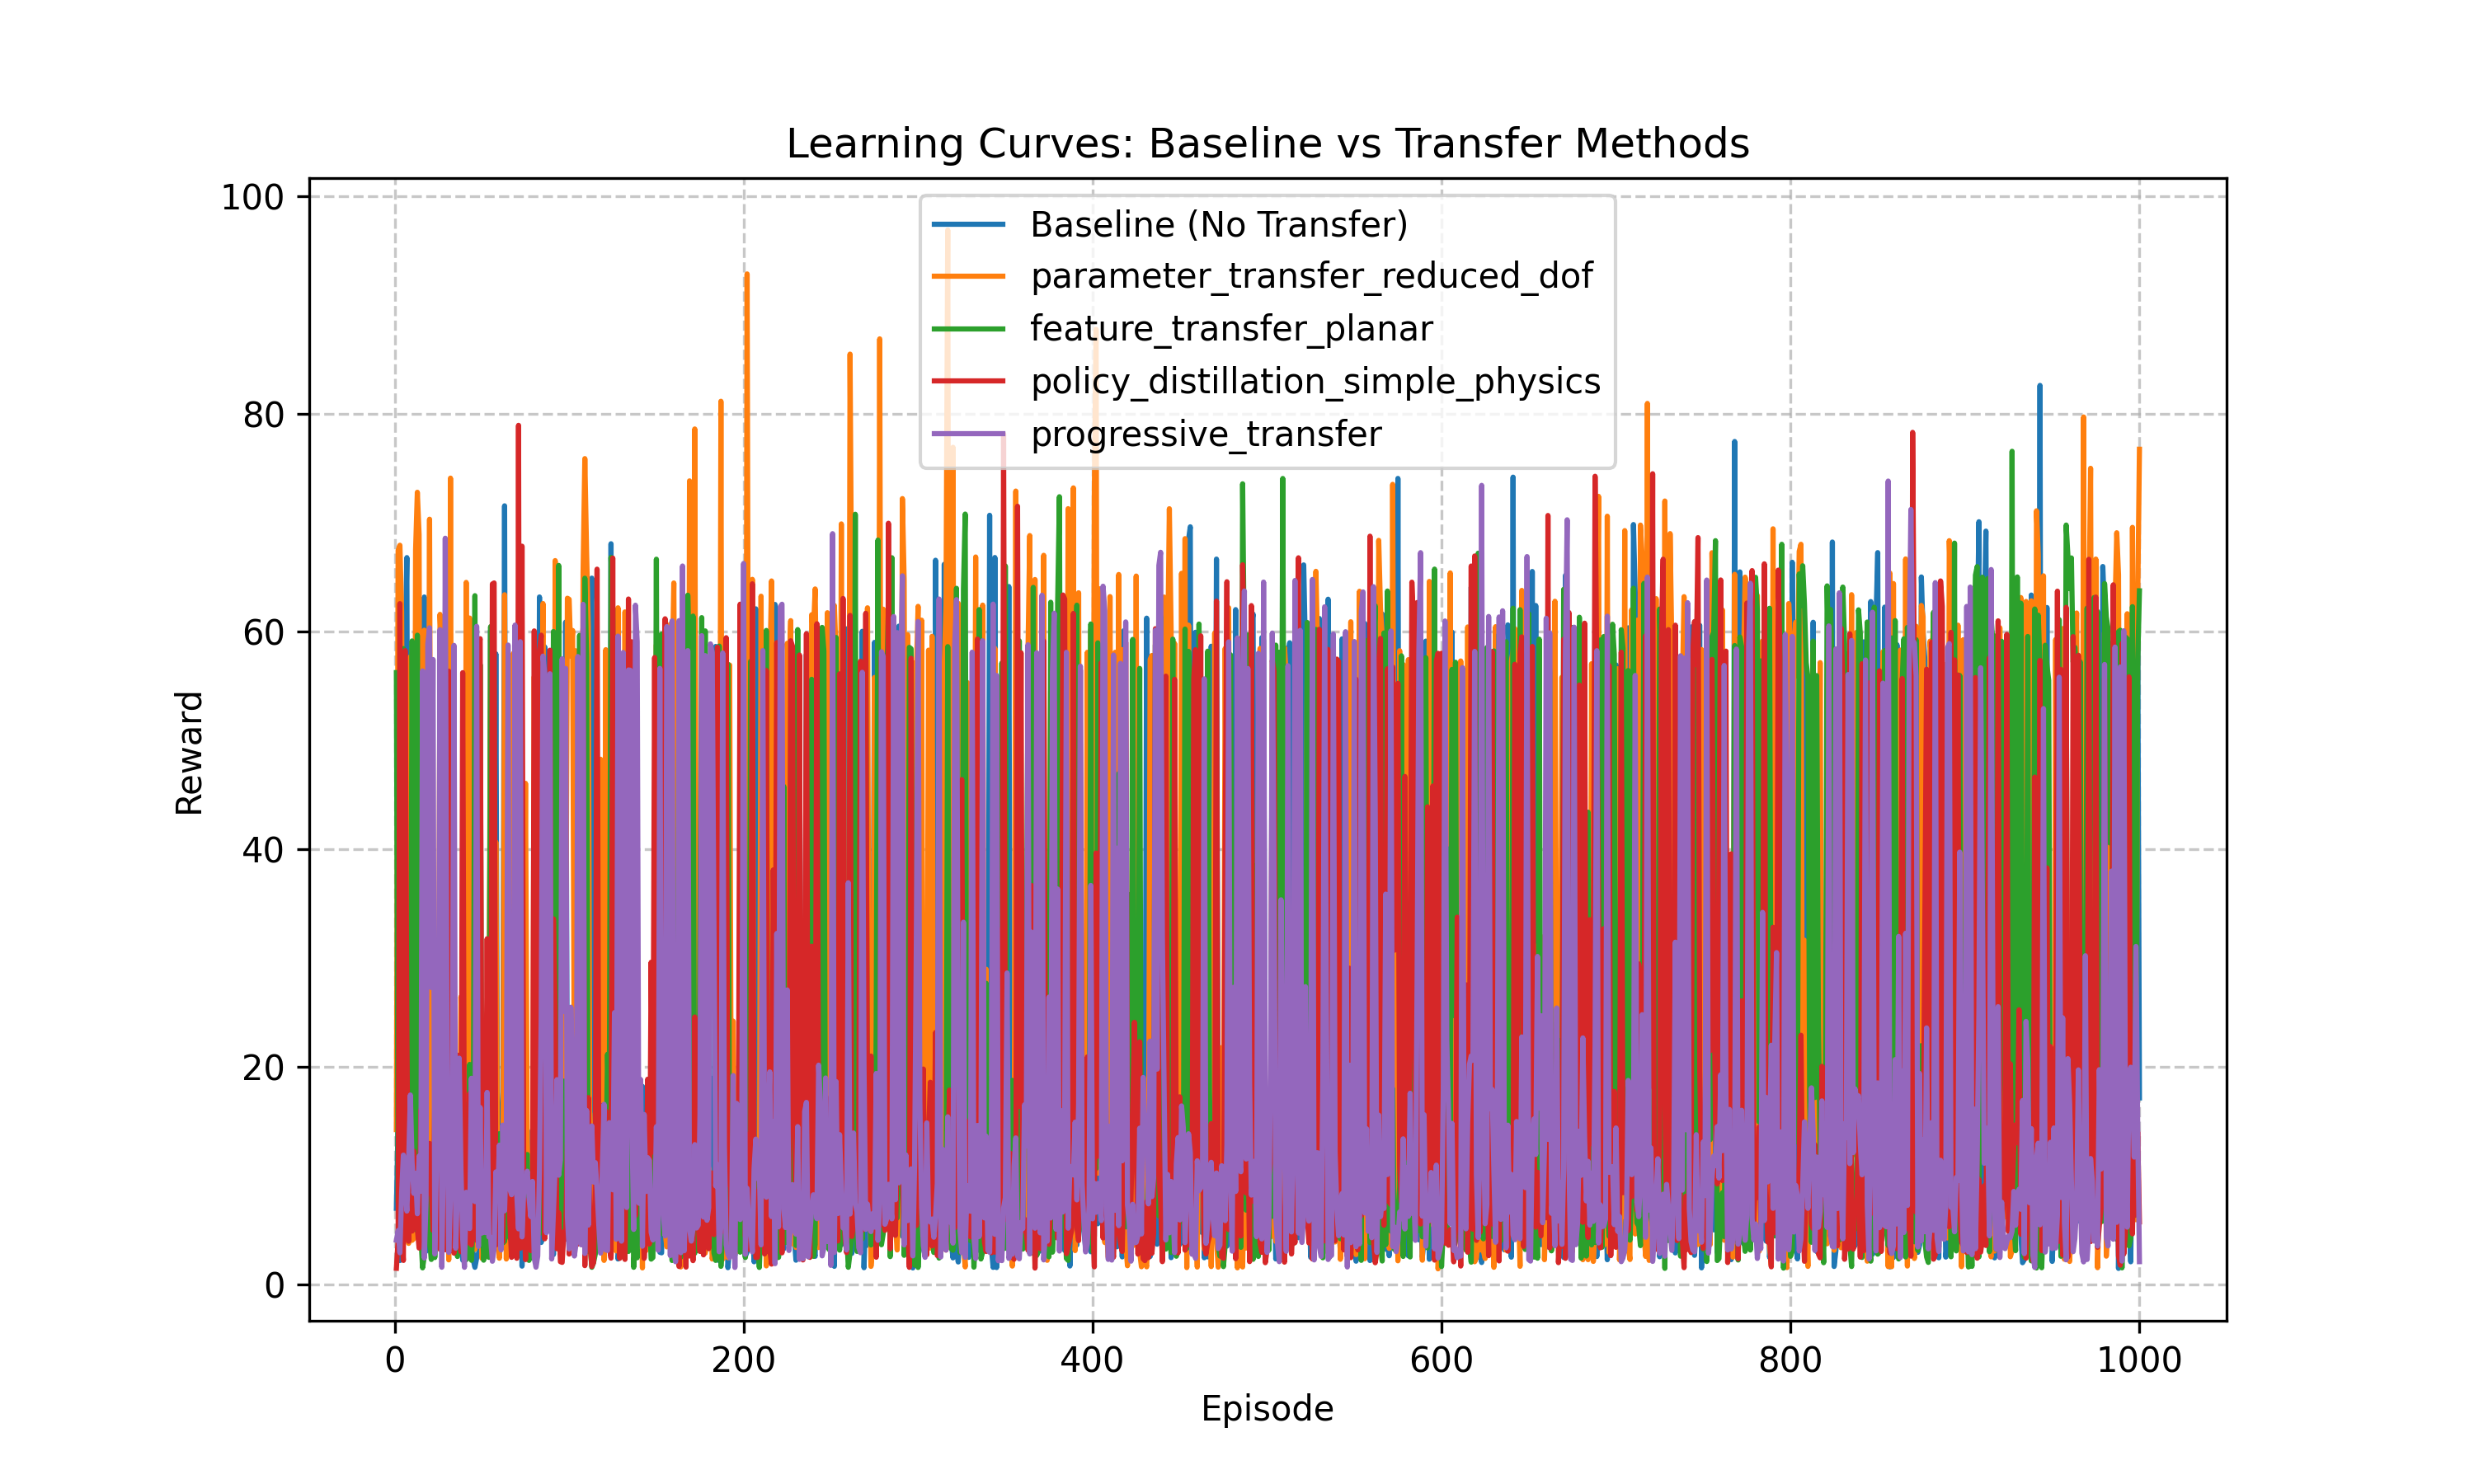 Learning Curves: Baseline vs Transfer Methods
100
80
60
40
20
0
Reward
Baseline (No Transfer)
parameter_transfer_reduced_dof
feature_transfer_planar
policy_distillation_simple_physics
progressive_transfer
0 200 400 600 800 1000
Episode